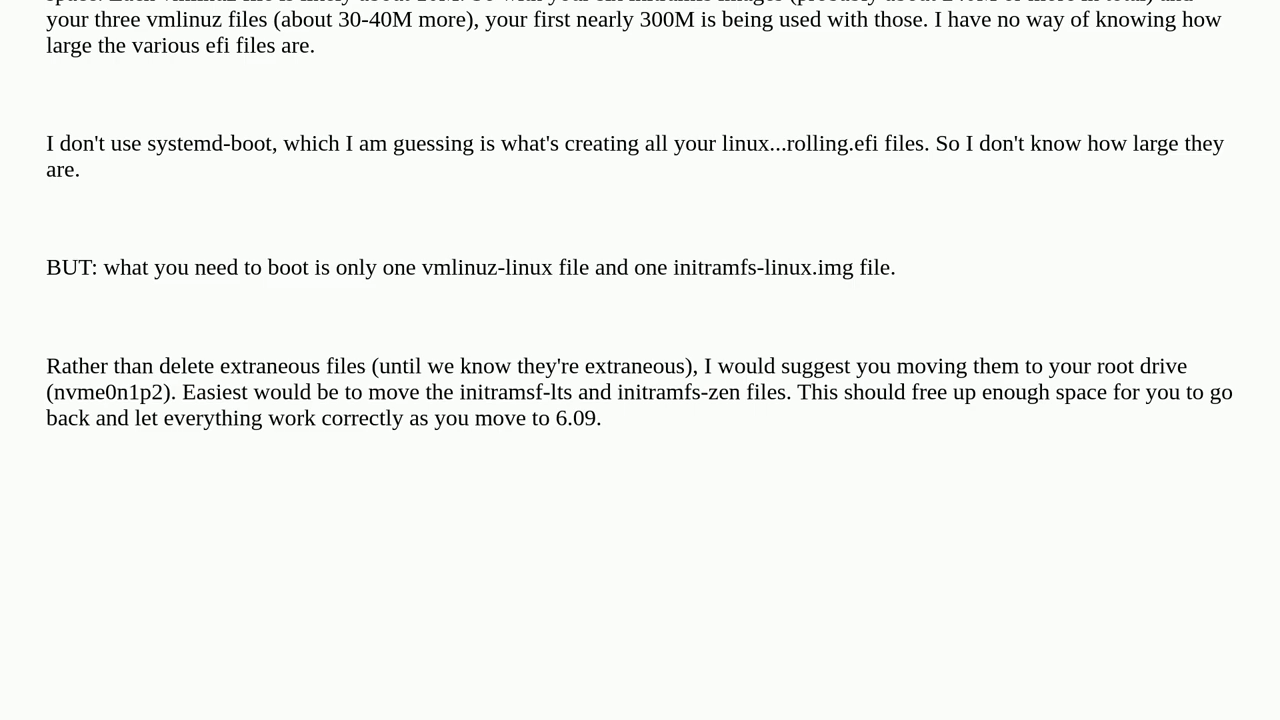 your three vmlinuz files (about 30-40M more), your first nearly 300M is being used with those. I have no way of knowing how
large the various efi files are.
I don't use systemd-boot, which I am guessing is what's creating all your linux...rolling.efi files. So I don't know how large they
are.
BUT: what you need to boot is only one vmlinuz-linux file and one initramfs-linux.img file.
Rather than delete extraneous files (until we know they're extraneous), I would suggest you moving them to your root drive
(nvme0n1p2). Easiest would be to move the initramsf-lts and initramfs-zen files. This should free up enough space for you to go
back and let everything work correctly as you move to 6.09.